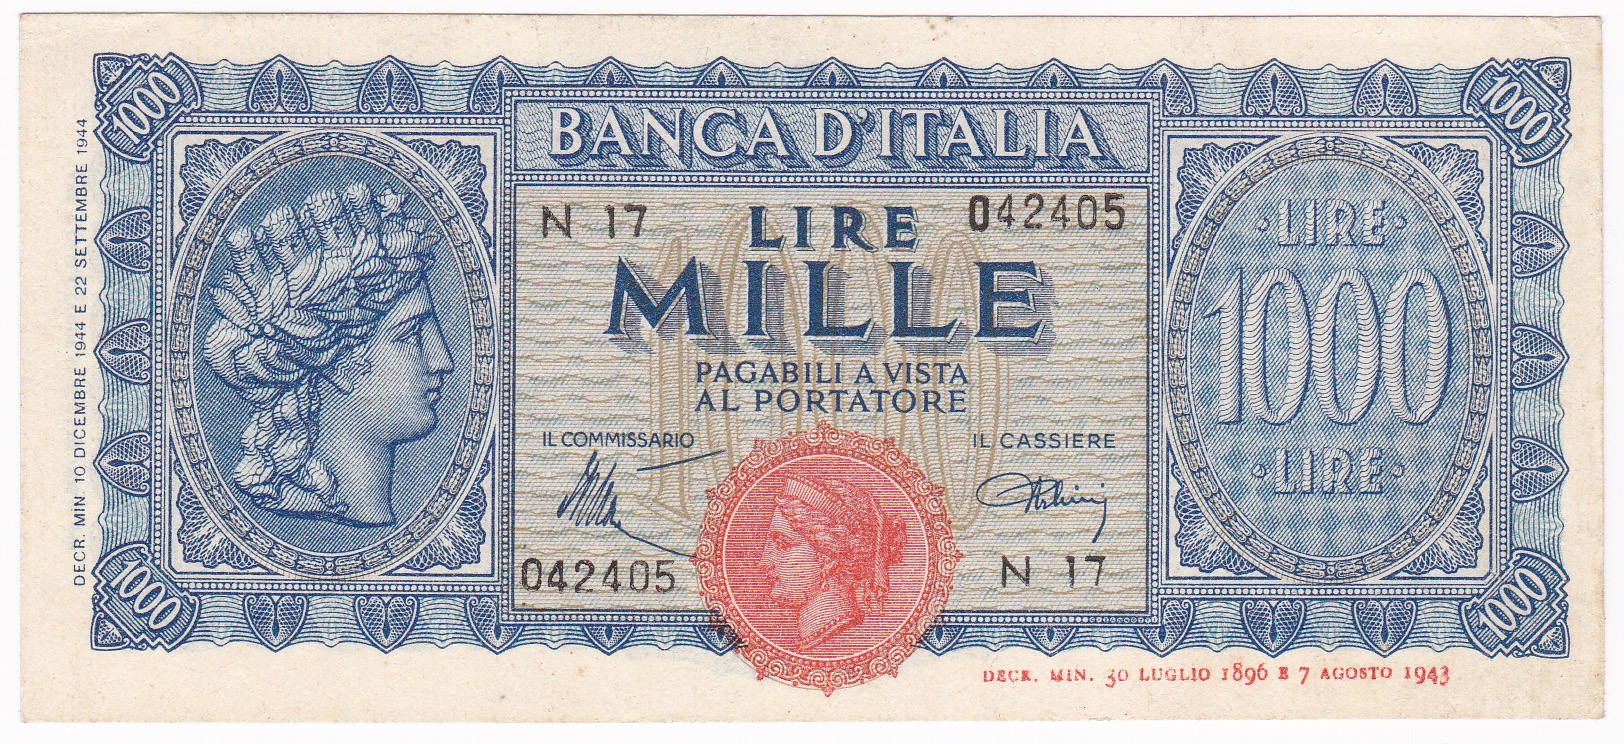 1000
1000
DECR. MIN 10 DICEMBRE 1944 E 22 SETTEMBRE 1944
BANCA D'ITALIA
N 17
LIRE
042405
MILLE
PAGABILI A VISTA
AL PORTATORE
IL COMMISSARIO
IL CASSIERE
042405
N 17
·LIRE·
1000
·LIRE·
1000
1000
DECR. MIN. 30 LUGLIO 1896 E 7 AGOSTO 1943